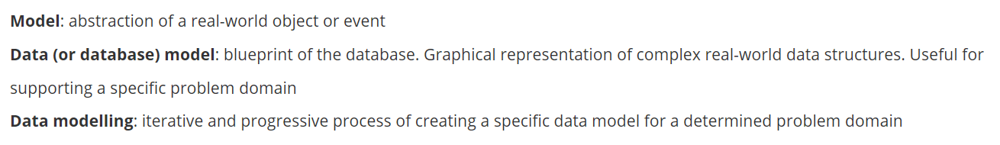 Model: abstraction of a real-world object or event
Data (or database) model: blueprint of the database. Graphical representation of complex real-world data structures. Useful for
supporting a specific problem domain
Data modelling: iterative and progressive process of creating a specific data model for a determined problem domain